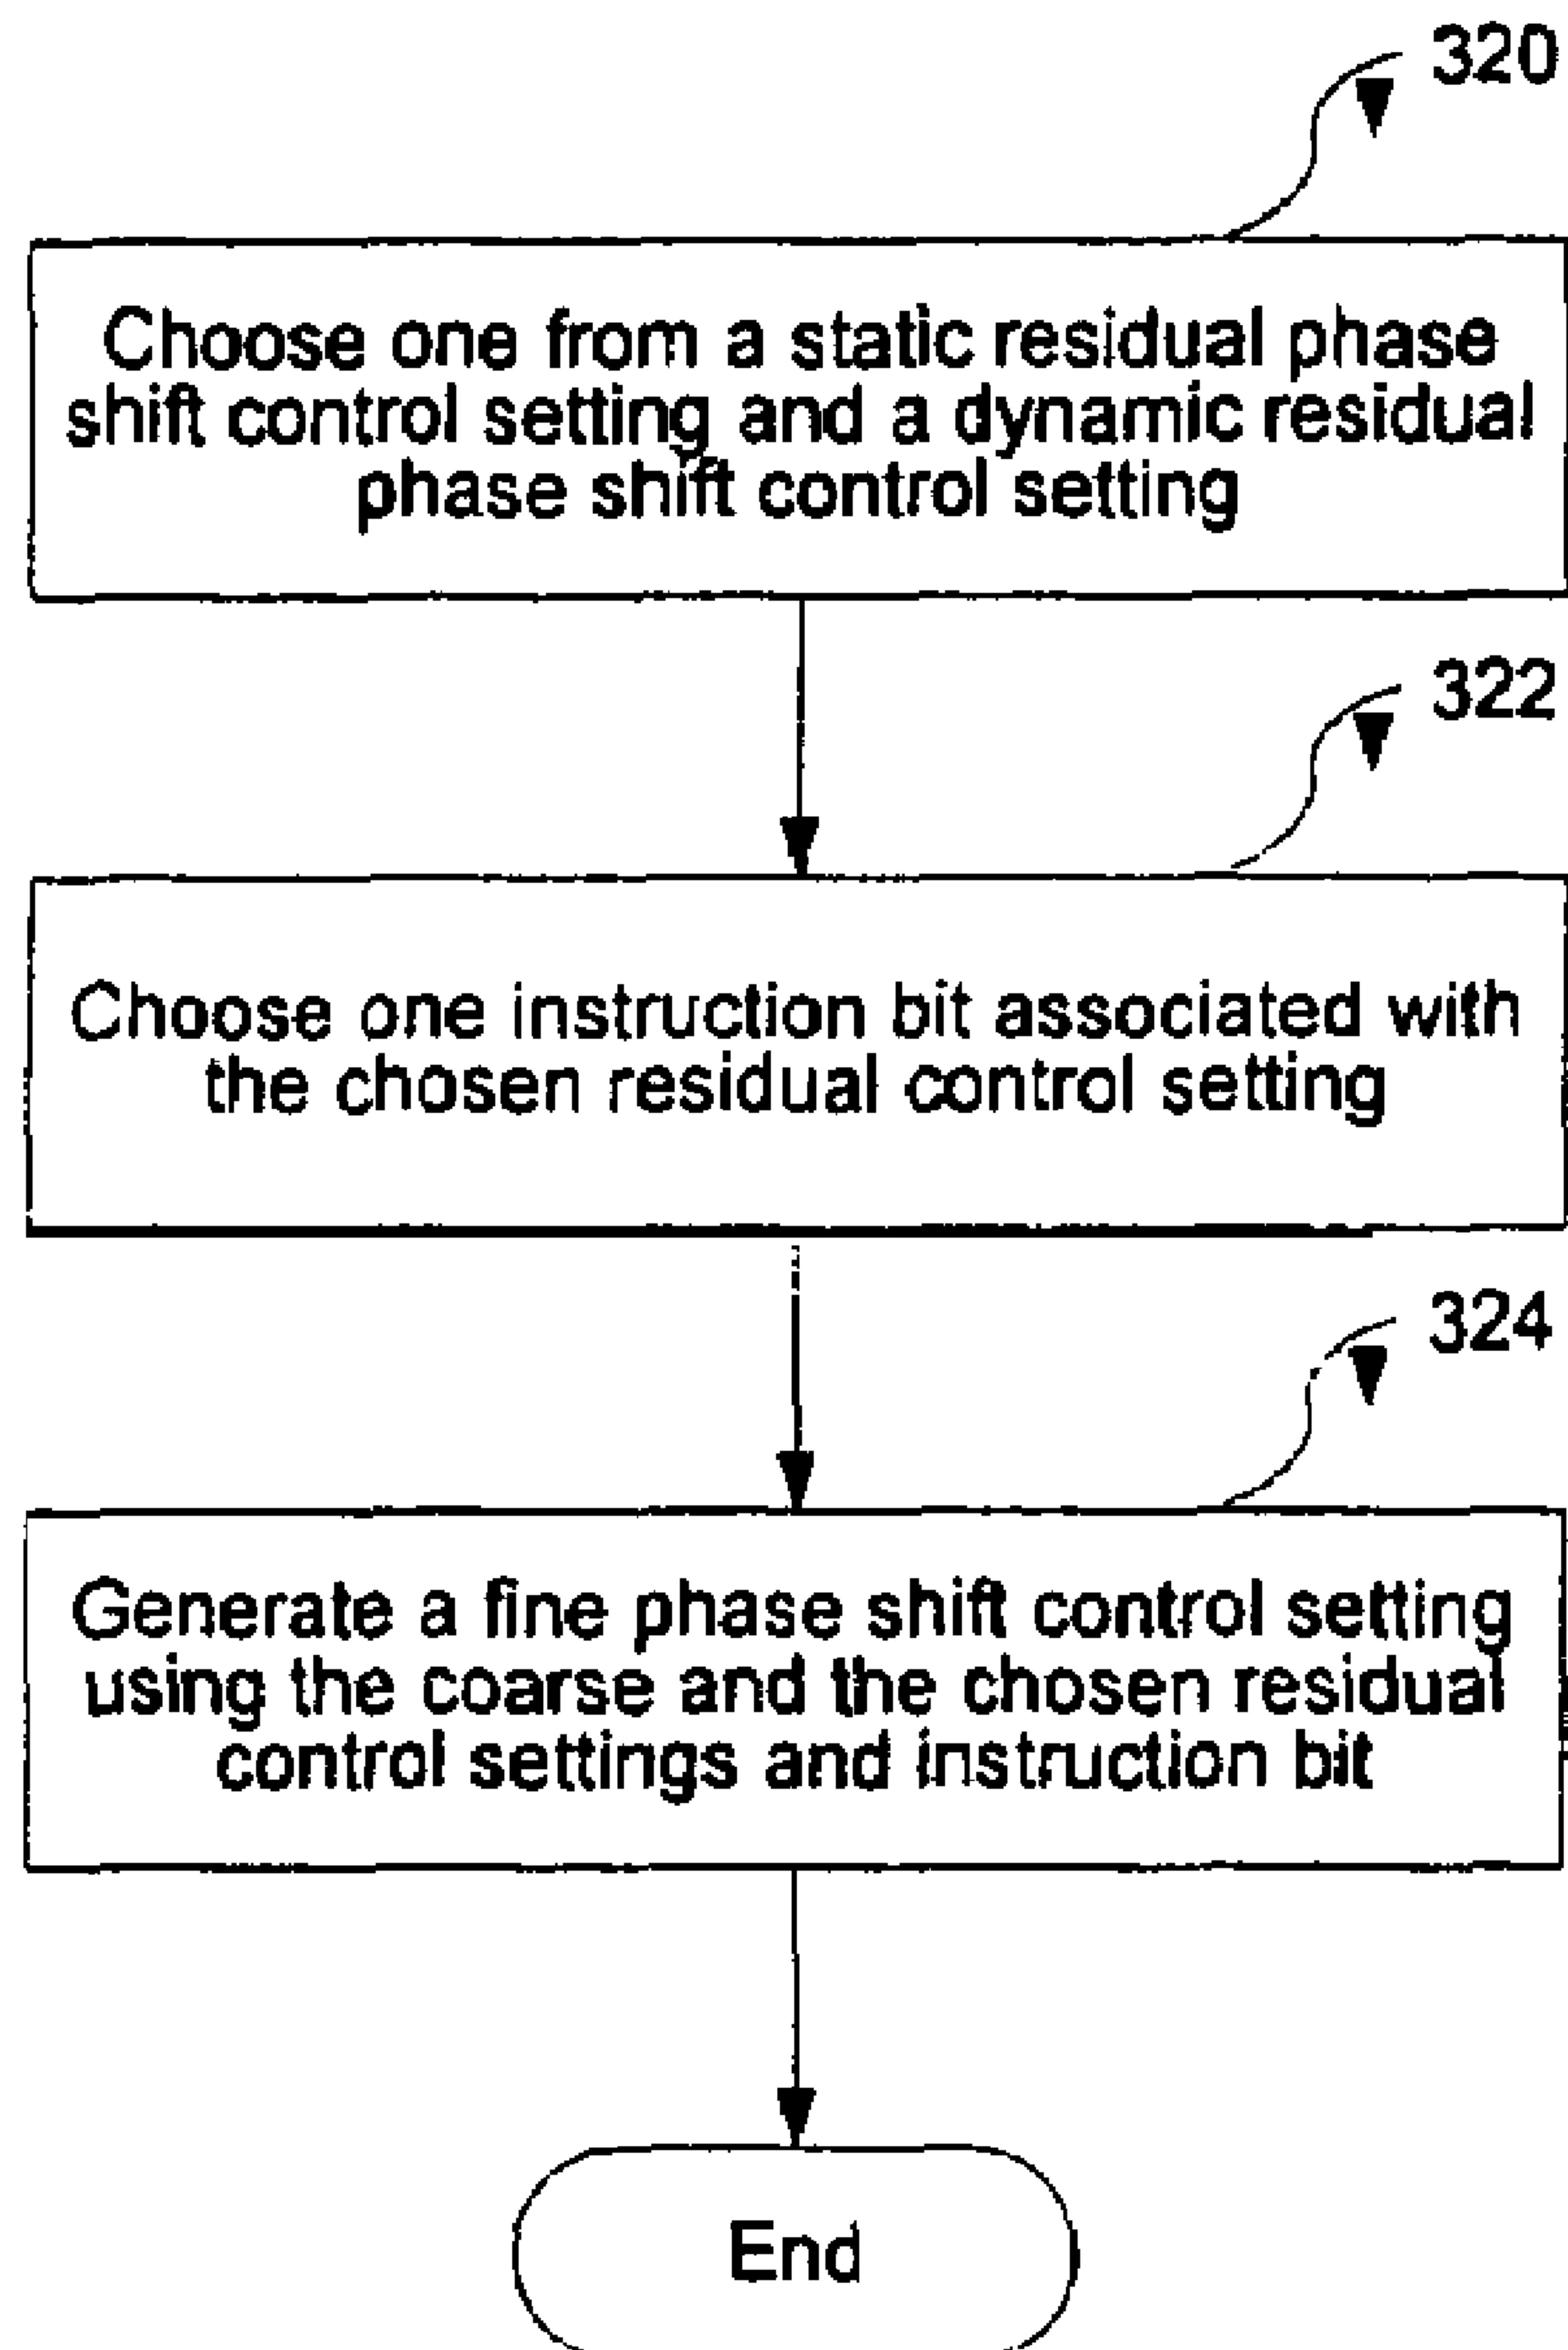 320
Choose one from a static residual phase
shift control setting and a dynamic residual
phase shift control setting
322
Choose one instruction bit associated with
the chosen residual control setting
324
Generate a fine phase shift control setting
using the coarse and the chosen residual
control settings and instruction bit
End